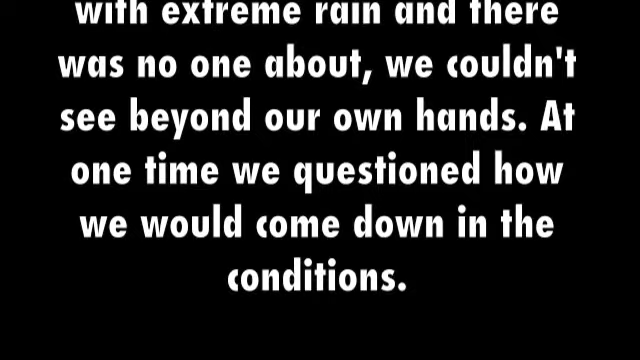 with extreme rain and there
was no one about, we couldn't
see beyond our own hands. At
one time we questioned how
we would come down in the
conditions.